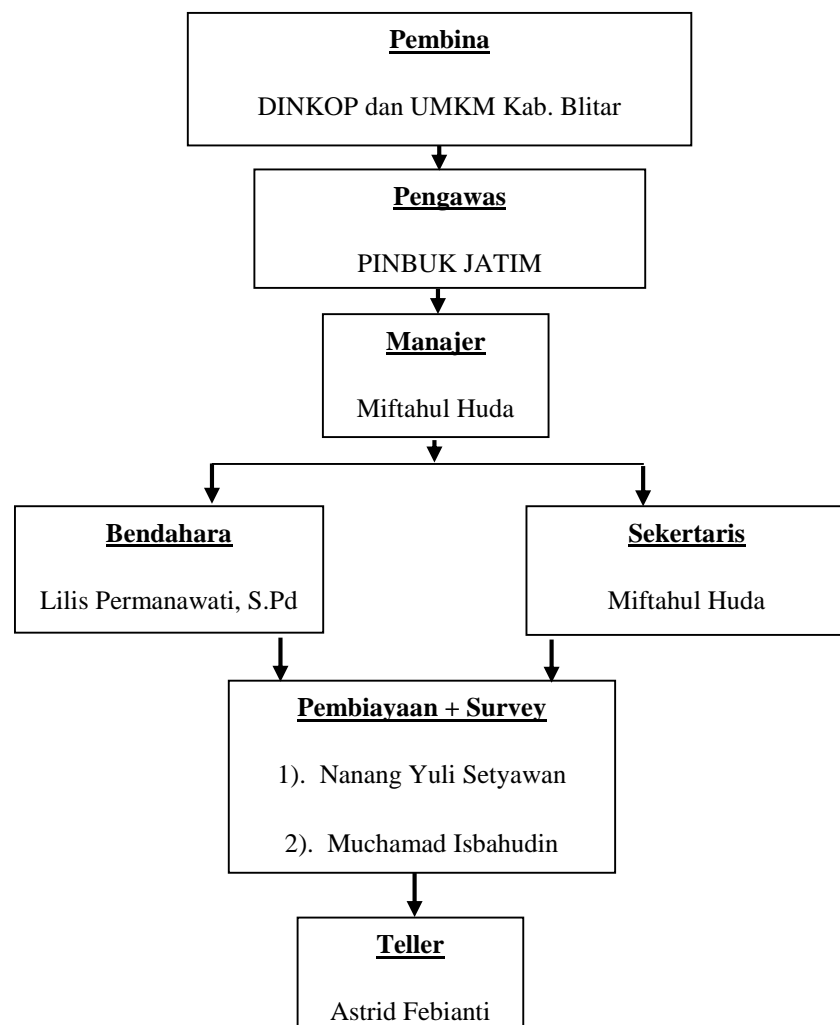 Pembina
DINKOP dan UMKM Kab. Blitar
Pengawas
PINBUK JATIM
Manajer
Miftahul Huda
Bendahara
Lilis Permanawati, S.Pd
Sekertaris
Miftahul Huda
Pembiayaan + Survey
1). Nanang Yuli Setyawan
2). Muchamad Isbahudin
Teller
Astrid Febianti